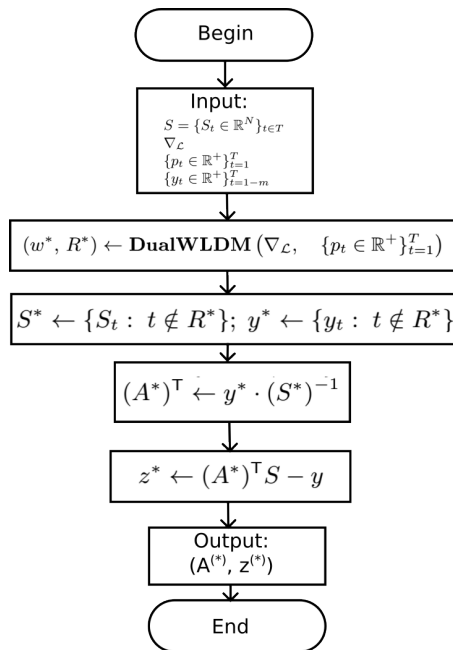 Begin
Input:
S = {S_t ∈ ℝ^N}_{t∈T}
∇_ℒ
{p_t ∈ ℝ^+}_{t=1}^T
{y_t ∈ ℝ^+}_{t=1−m}^T
(w*, R*) ← DualWLDM (∇_ℒ, {p_t ∈ ℝ^+}_{t=1}^T)
S* ← {S_t : t ∉ R*}; y* ← {y_t : t ∉ R*}
(A*)^T ← y* · (S*)^{−1}
z* ← (A*)^T S − y
Output:
(A^(*), z^(*))
End